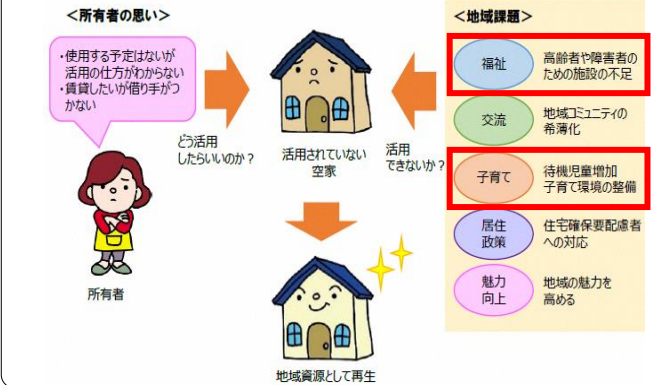 ＜所有者の思い＞
・使用する予定はないが
活用の仕方がわからない
・賃貸したいが借り手がつ
かない
どう活用
したらいいのか？
所有者
活用されていない
空家
活用
できないか？
地域資源として再生
＜地域課題＞
福祉
高齢者や障害者の
ための施設の不足
交流
地域コミュニティの
希薄化
子育て
待機児童増加
子育て環境の整備
居住
政策
住宅確保要配慮者
への対応
魅力
向上
地域の魅力を
高める